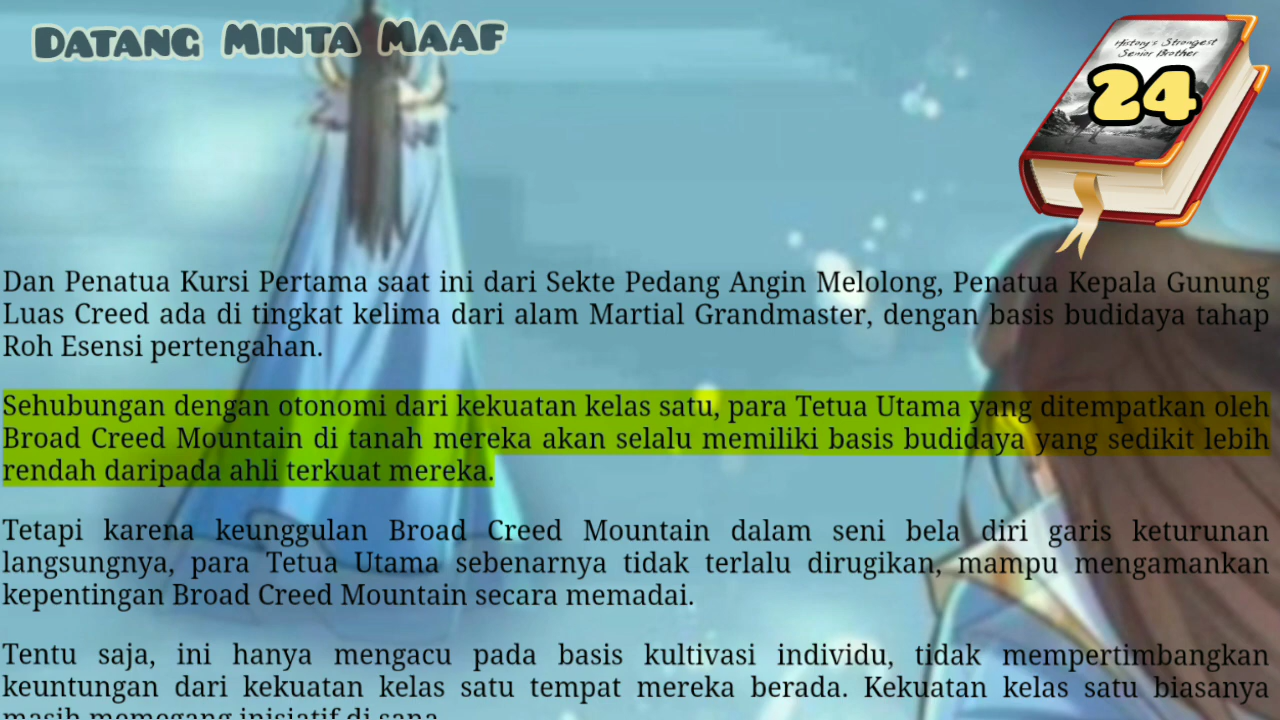 Datang Minta Maaf
History's Strongest
Senior Brother
24
Dan Penatua Kursi Pertama saat ini dari Sekte Pedang Angin Melolong, Penatua Kepala Gunung
Luas Creed ada di tingkat kelima dari alam Martial Grandmaster, dengan basis budidaya tahap
Roh Esensi pertengahan.
Sehubungan dengan otonomi dari kekuatan kelas satu, para Tetua Utama yang ditempatkan oleh
Broad Creed Mountain di tanah mereka akan selalu memiliki basis budidaya yang sedikit lebih
rendah daripada ahli terkuat mereka.
Tetapi karena keunggulan Broad Creed Mountain dalam seni bela diri garis keturunan
langsungnya, para Tetua Utama sebenarnya tidak terlalu dirugikan, mampu mengamankan
kepentingan Broad Creed Mountain secara memadai.
Tentu saja, ini hanya mengacu pada basis kultivasi individu, tidak mempertimbangkan
keuntungan dari kekuatan kelas satu tempat mereka berada. Kekuatan kelas satu biasanya
masih memegang inisiatif di sana.